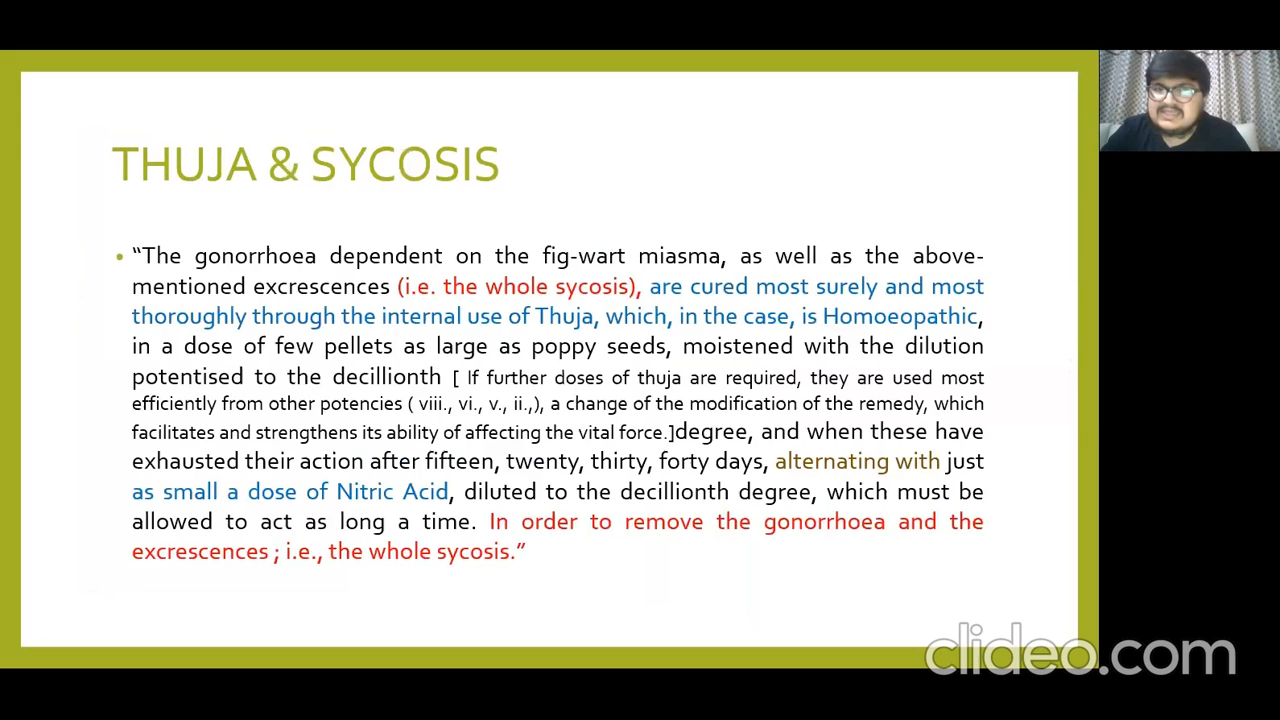 THUJA & SYCOSIS
• “The gonorrhoea dependent on the fig-wart miasma, as well as the above-
mentioned excrescences (i.e. the whole sycosis), are cured most surely and most
thoroughly through the internal use of Thuja, which, in the case, is Homoeopathic,
in a dose of few pellets as large as poppy seeds, moistened with the dilution
potentised to the decillionth [ If further doses of thuja are required, they are used most
efficiently from other potencies ( viii., vi., v., ii.,), a change of the modification of the remedy, which
facilitates and strengthens its ability of affecting the vital force.]degree, and when these have
exhausted their action after fifteen, twenty, thirty, forty days, alternating with just
as small a dose of Nitric Acid, diluted to the decillionth degree, which must be
allowed to act as long a time. In order to remove the gonorrhoea and the
excrescences ; i.e., the whole sycosis.”
clideo.com